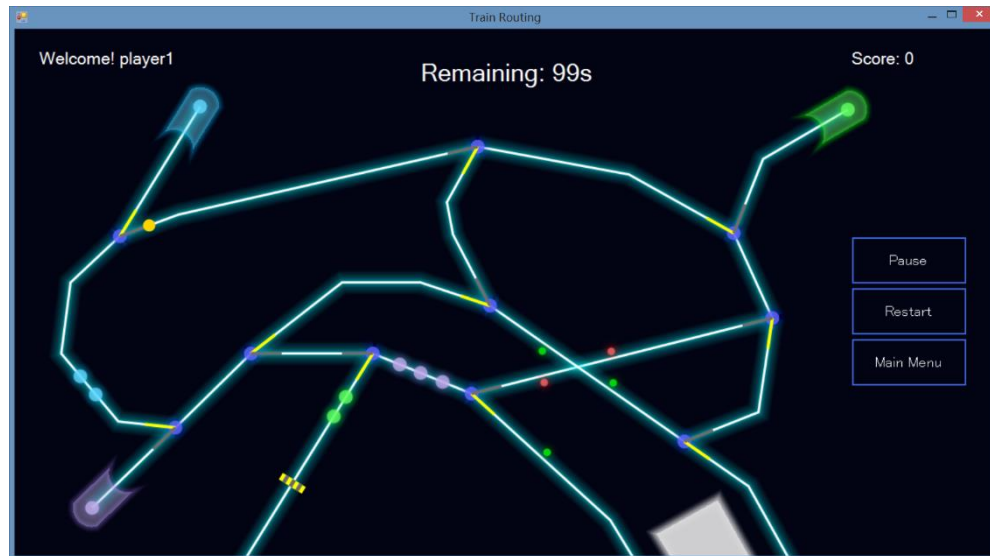 Train Routing
Welcome! player1
Remaining: 99s
Score: 0
Pause
Restart
Main Menu